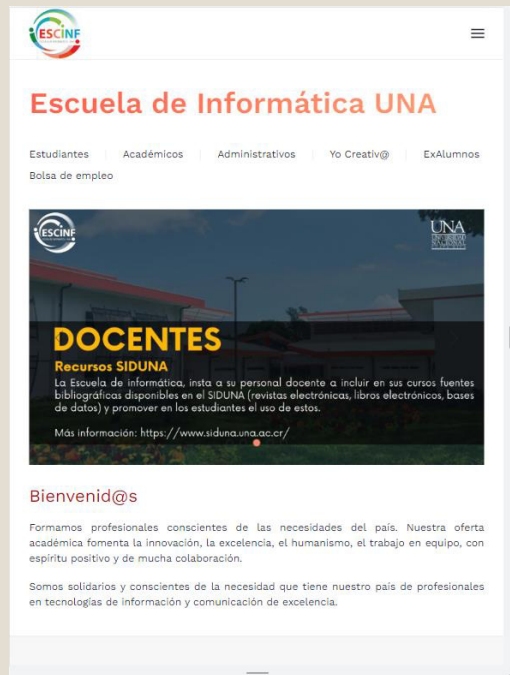 ESCINF
Escuela de Informática UNA
Estudiantes Académicos Administrativos Yo Creativ@ ExAlumnos
Bolsa de empleo
ESCINF
UNA
UNIVERSIDAD
NACIONAL
DOCENTES
Recursos SIDUNA
La Escuela de informática, insta a su personal docente a incluir en sus cursos fuentes
bibliográficas disponibles en el SIDUNA (revistas electrónicas, libros electrónicos, bases
de datos) y promover en los estudiantes el uso de estos.
Más información: https://www.siduna.una.ac.cr/
Bienvenid@s
Formamos profesionales conscientes de las necesidades del país. Nuestra oferta
académica fomenta la innovación, la excelencia, el humanismo, el trabajo en equipo, con
espíritu positivo y de mucha colaboración.
Somos solidarios y conscientes de la necesidad que tiene nuestro país de profesionales
en tecnologías de información y comunicación de excelencia.